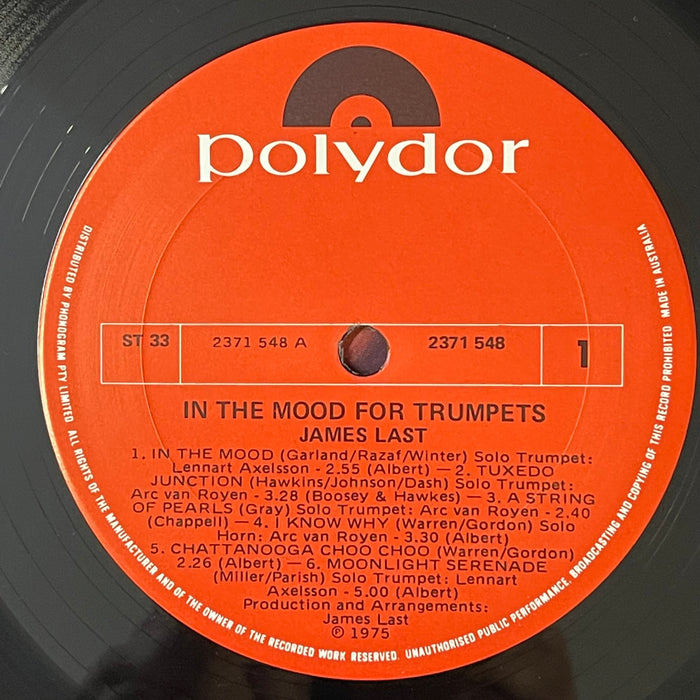 polydor
ST 33 2371 548 A 2371 548 1
IN THE MOOD FOR TRUMPETS
JAMES LAST
1. IN THE MOOD (Garland/Razaf/Winter) Solo Trumpet:
Lennart Axelsson - 2.55 (Albert) — 2. TUXEDO
JUNCTION (Hawkins/Johnson/Dash) Solo Trumpet:
Arc van Royen - 3.28 (Boosey & Hawkes) — 3. A STRING
OF PEARLS (Gray) Solo Trumpet: Arc van Royen - 2.40
(Chappell) — 4. I KNOW WHY (Warren/Gordon) Solo
Horn: Arc van Royen - 3.30 (Albert)
5. CHATTANOOGA CHOO CHOO (Warren/Gordon)
2.26 (Albert) — 6. MOONLIGHT SERENADE
(Miller/Parish) Solo Trumpet: Lennart
Axelsson - 5.00 (Albert)
Production and Arrangements:
James Last
℗ 1975
DISTRIBUTED BY PHONOGRAM PTY LIMITED. ALL RIGHTS OF THE MANUFACTURER AND OF THE OWNER OF THE RECORDED WORK RESERVED. UNAUTHORISED PUBLIC PERFORMANCE, BROADCASTING AND COPYING OF THIS RECORD PROHIBITED MADE IN AUSTRALIA